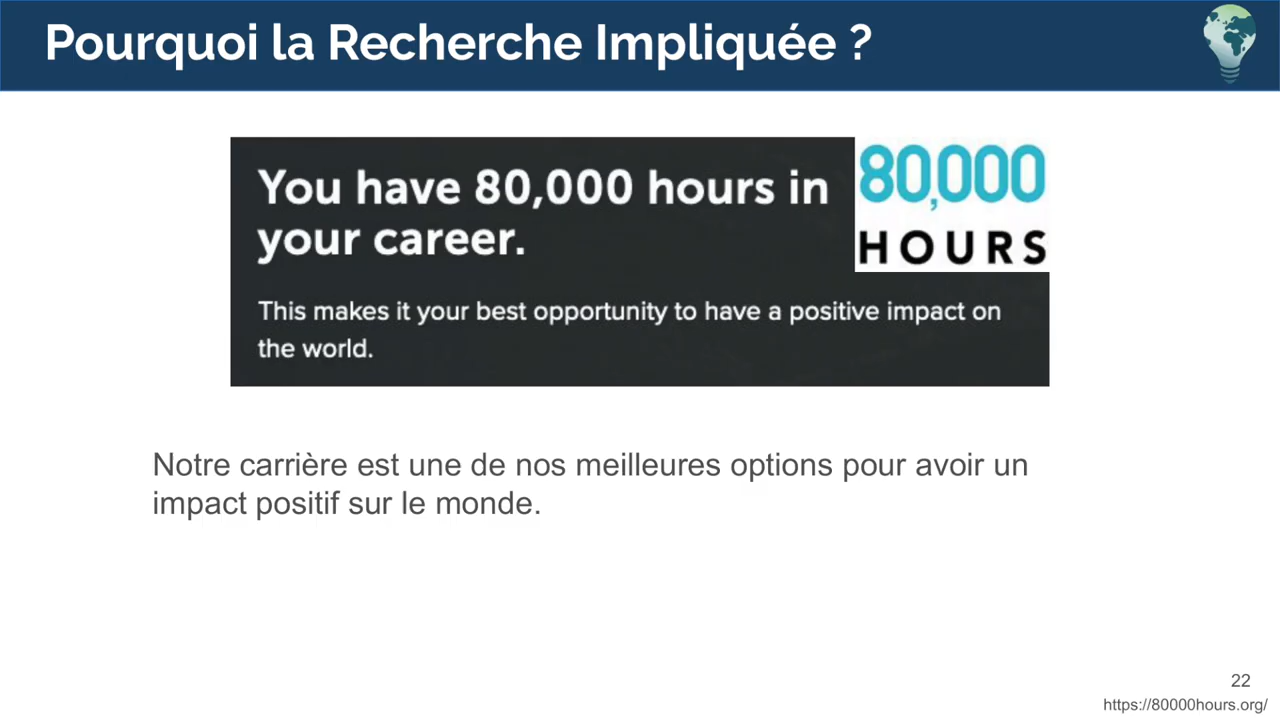 Pourquoi la Recherche Impliquée ?
You have 80,000 hours in
your career.
80,000
HOURS
This makes it your best opportunity to have a positive impact on
the world.
Notre carrière est une de nos meilleures options pour avoir un
impact positif sur le monde.
22
https://80000hours.org/